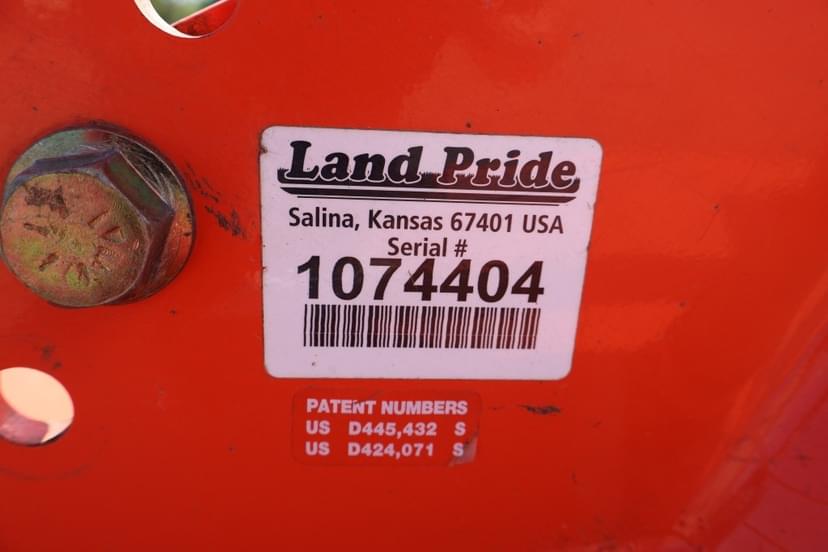 Land Pride
Salina, Kansas 67401 USA
Serial #
1074404
PATENT NUMBERS
US D445,432 S
US D424,071 S